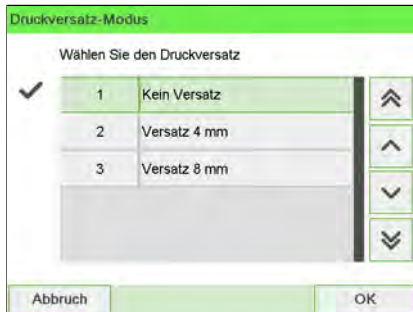 Druckversatz-Modus
Wählen Sie den Druckversatz
1 Kein Versatz
2 Versatz 4 mm
3 Versatz 8 mm
Abbruch OK